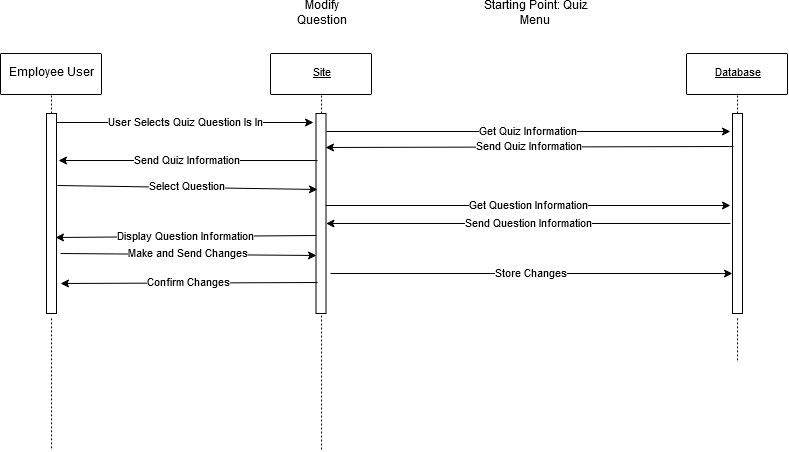 Modify
Question
Starting Point: Quiz
Menu
Employee User
Site
Database
User Selects Quiz Question Is In
Get Quiz Information
Send Quiz Information
Send Quiz Information
Select Question
Get Question Information
Send Question Information
Display Question Information
Make and Send Changes
Store Changes
Confirm Changes